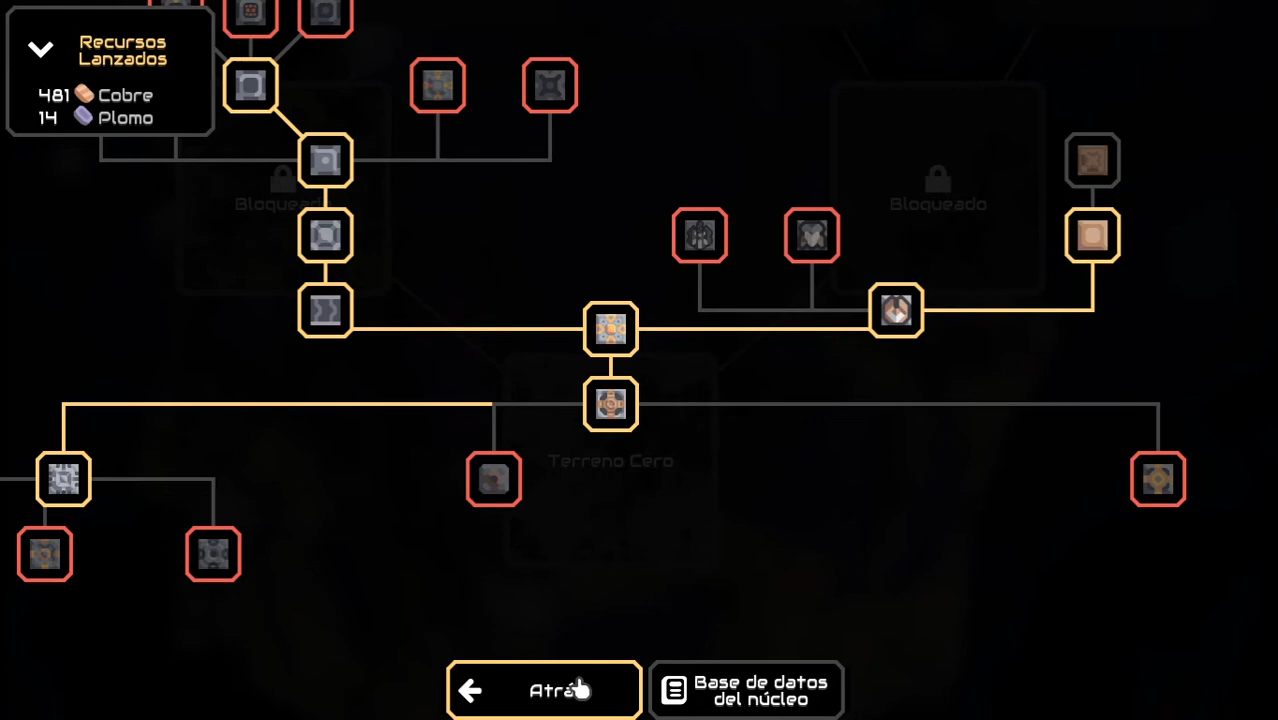 Recursos
Lanzados
481 Cobre
14 Plomo
Bloqueado
Bloqueado
Terreno Cero
Atrás
Base de datos
del núcleo